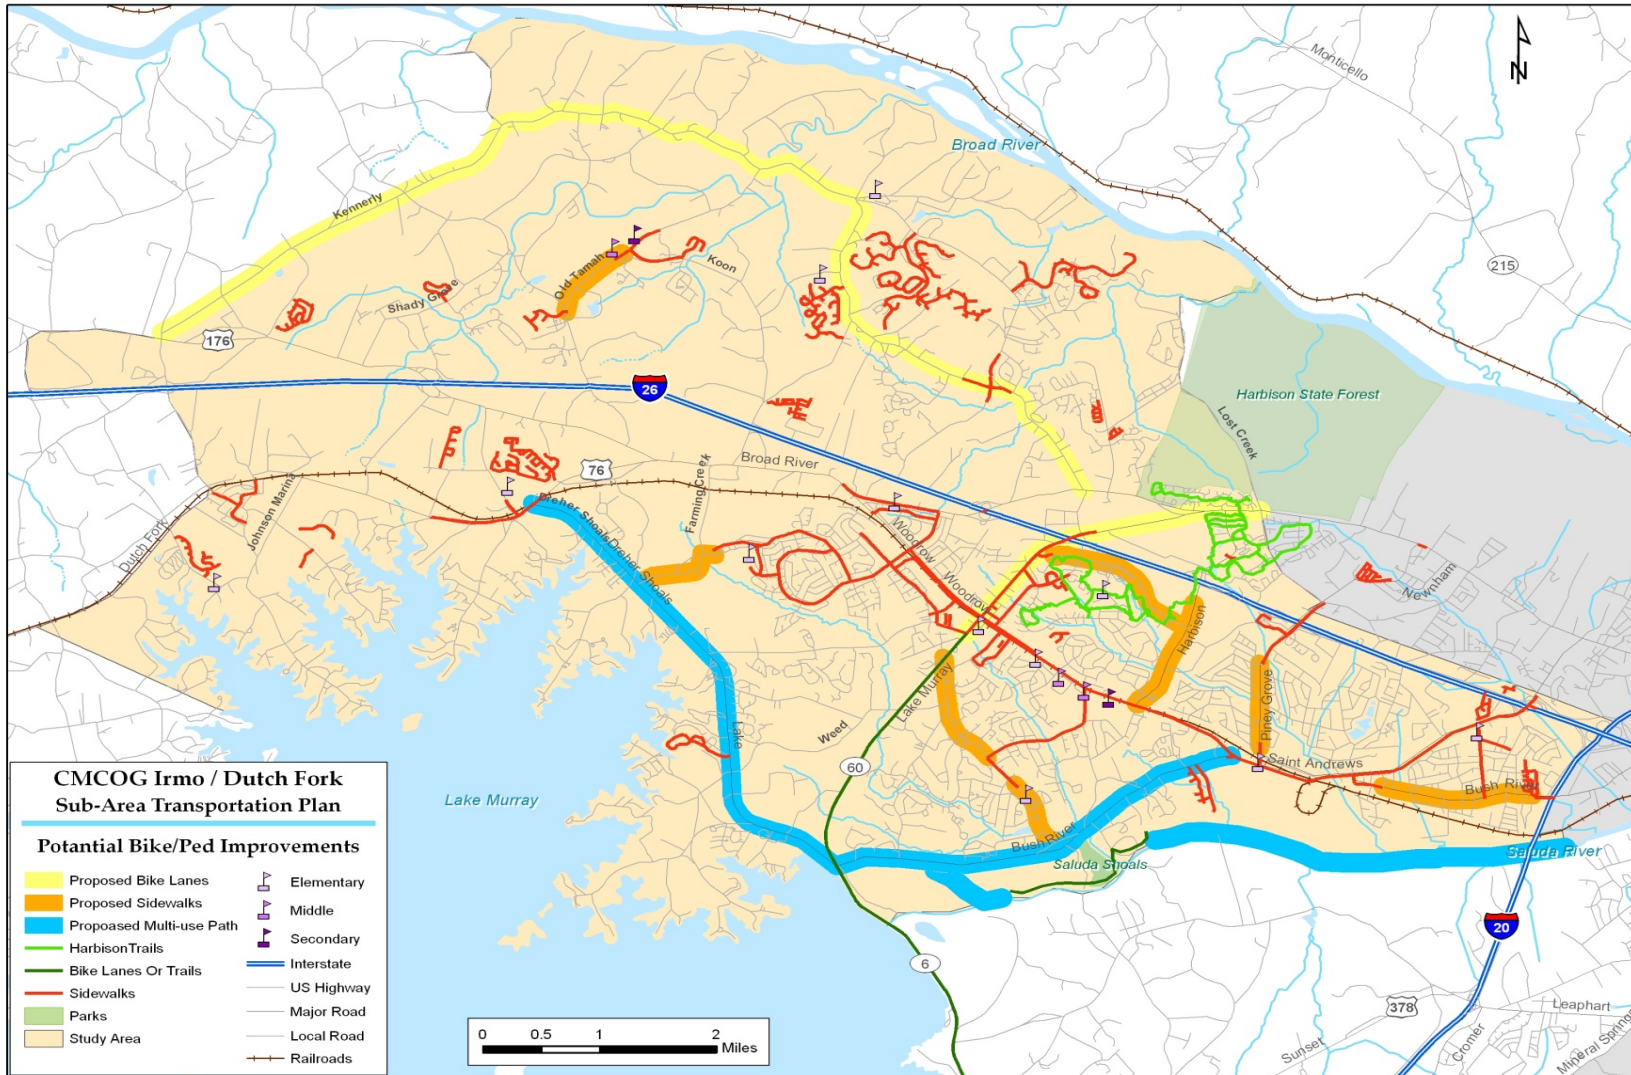 Monticello
Broad River
Kennerly
215
Koon
Old Tamah
Shady Grove
176
26
Harbison State Forest
Lost Creek
76
Broad River
Farming Creek
Johnson Marina
Dreher Shoals
Dreher Shoals
Dutch Fork
Woodrow
Woodrow
Newnham
Harbison
Lake Murray
Piney Grove
Weed
Lake
60
Saint Andrews
Bush River
Lake Murray
Bush River
Saluda Shoals
Saluda River
20
6
378
Leaphart
Sunset
Cromer
Mineral Springs
N
CMCOG Irmo / Dutch Fork
Sub-Area Transportation Plan
Potential Bike/Ped Improvements
Proposed Bike Lanes
Proposed Sidewalks
Propoased Multi-use Path
HarbisonTrails
Bike Lanes Or Trails
Sidewalks
Parks
Study Area
Elementary
Middle
Secondary
Interstate
US Highway
Major Road
Local Road
Railroads
0 0.5 1 2
Miles